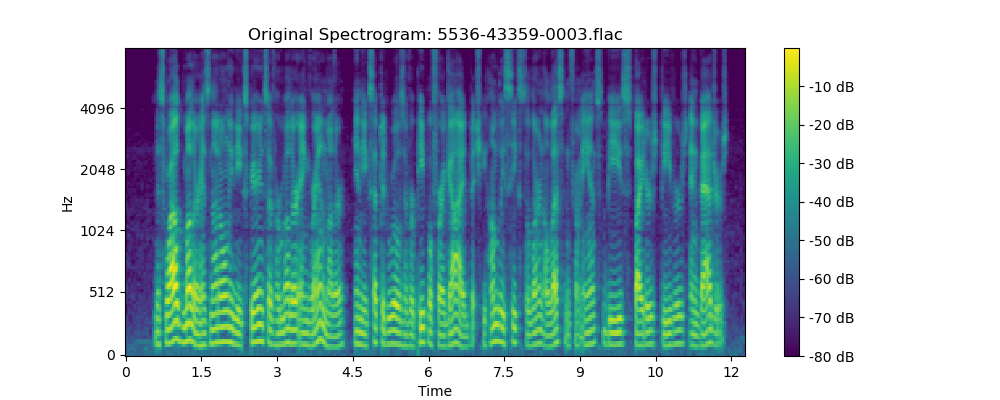 Original Spectrogram: 5536-43359-0003.flac
Hz
4096
2048
1024
512
0
0 1.5 3 4.5 6 7.5 9 10 12
Time
-10 dB
-20 dB
-30 dB
-40 dB
-50 dB
-60 dB
-70 dB
-80 dB